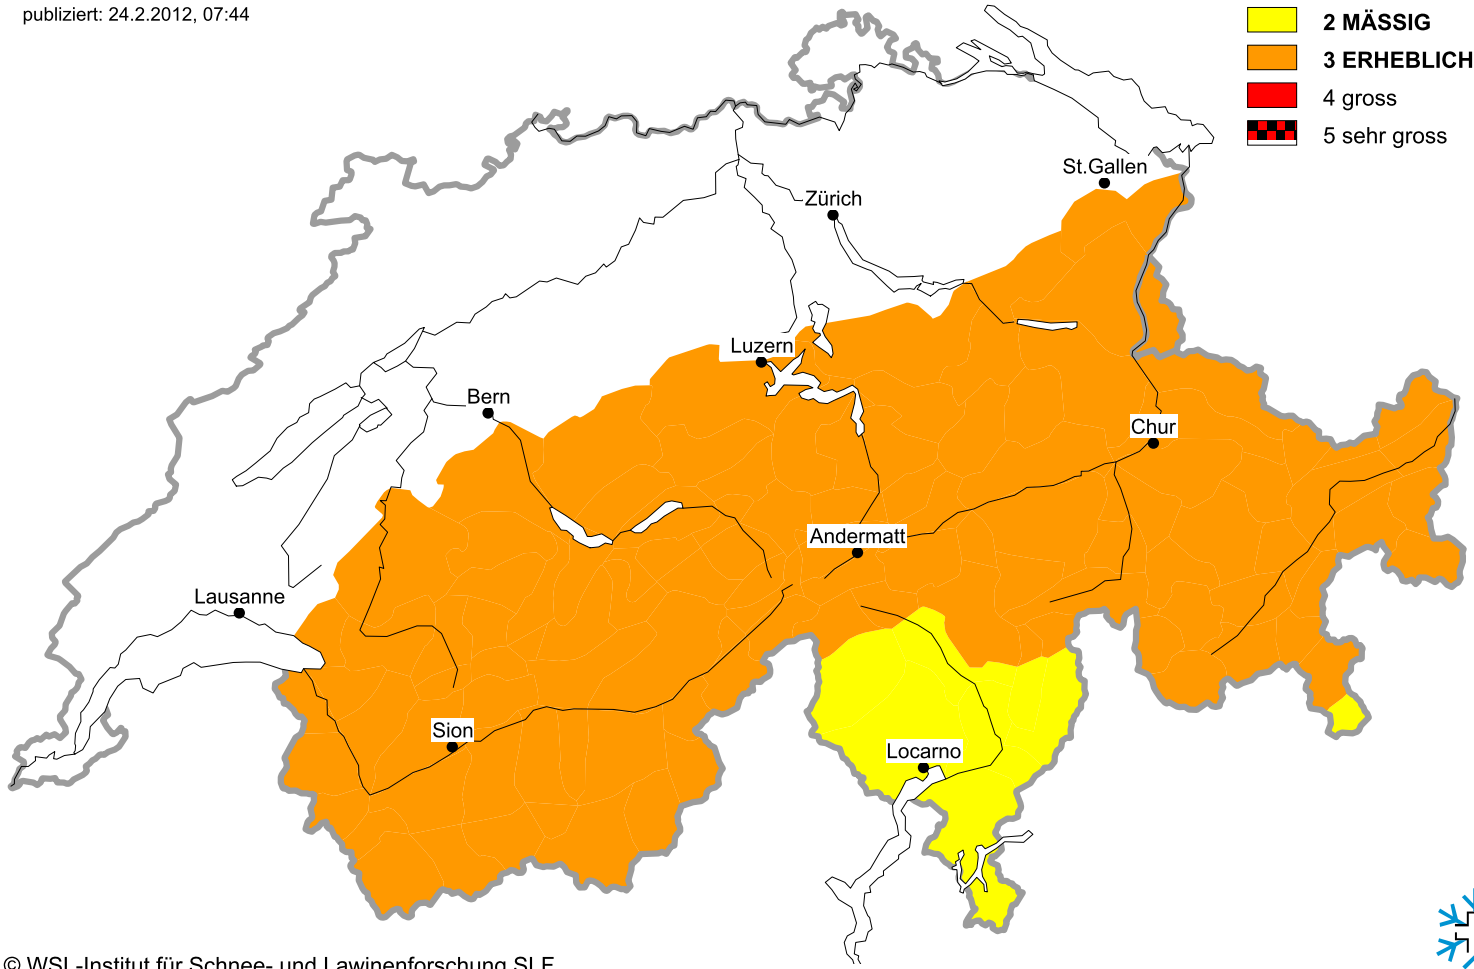 publiziert: 24.2.2012, 07:44
2 MÄSSIG
3 ERHEBLICH
4 gross
5 sehr gross
St.Gallen
Zürich
Luzern
Bern
Chur
Andermatt
Lausanne
Sion
Locarno
© WSL-Institut für Schnee- und Lawinenforschung SLF